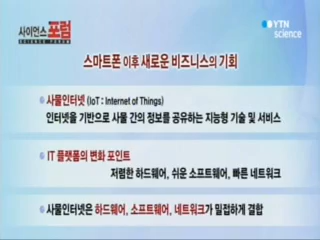 사이언스 포럼
SCIENCE FORUM
YTN
science
스마트폰 이후 새로운 비즈니스의 기회
사물인터넷 (IoT : Internet of Things)
인터넷을 기반으로 사물 간의 정보를 공유하는 지능형 기술 및 서비스
IT 플랫폼의 변화 포인트
저렴한 하드웨어, 쉬운 소프트웨어, 빠른 네트워크
사물인터넷은 하드웨어, 소프트웨어, 네트워크가 밀접하게 결합